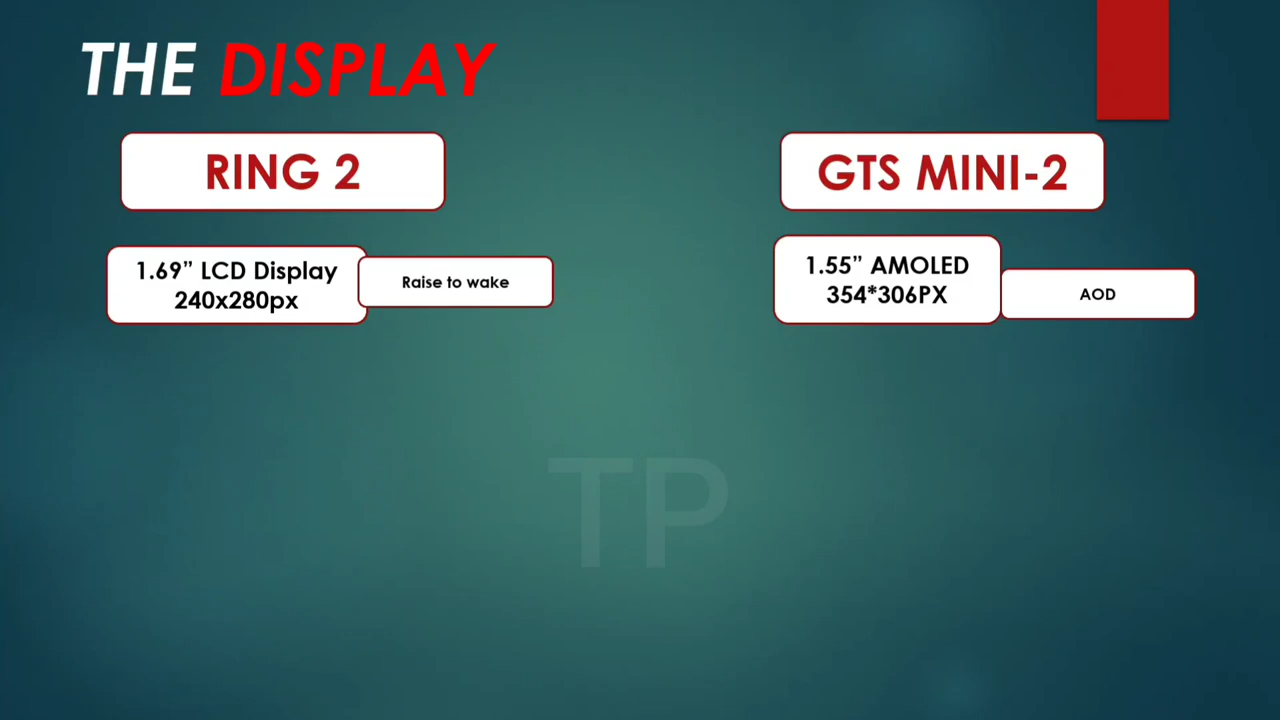 THE DISPLAY
RING 2
GTS MINI-2
1.69” LCD Display
240x280px
Raise to wake
1.55” AMOLED
354*306PX
AOD
TP